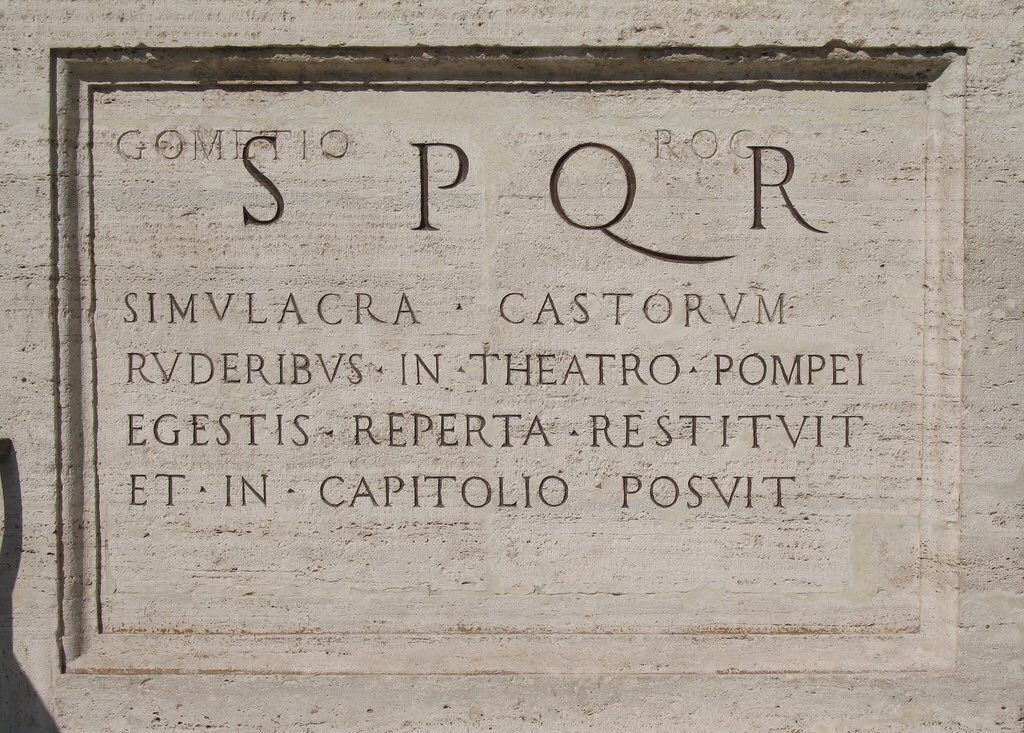 GOMETIO ROCC
S P Q R
SIMVLACRA · CASTORVM
RVDERIBVS · IN · THEATRO · POMPEI
EGESTIS · REPERTA · RESTITVIT
ET · IN · CAPITOLIO · POSVIT